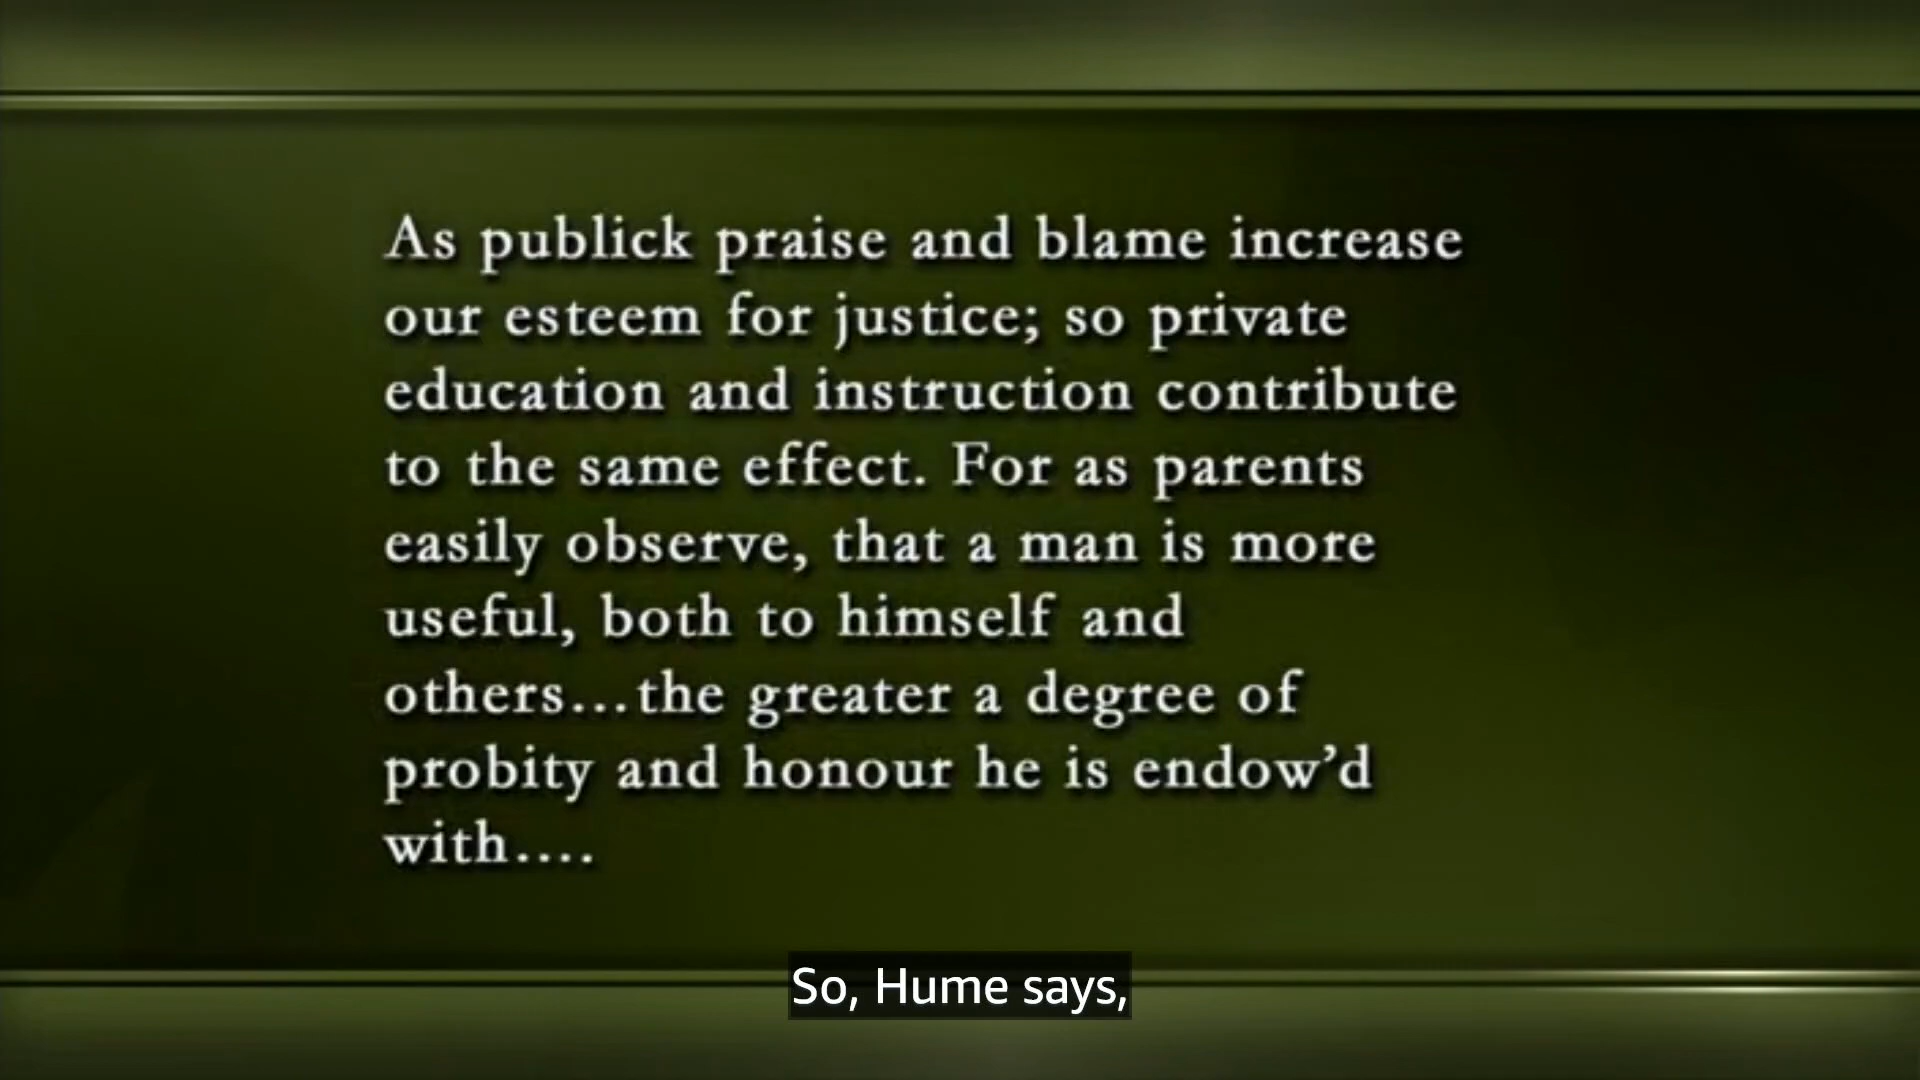 As publick praise and blame increase
our esteem for justice; so private
education and instruction contribute
to the same effect. For as parents
easily observe, that a man is more
useful, both to himself and
others...the greater a degree of
probity and honour he is endow’d
with....
So, Hume says,